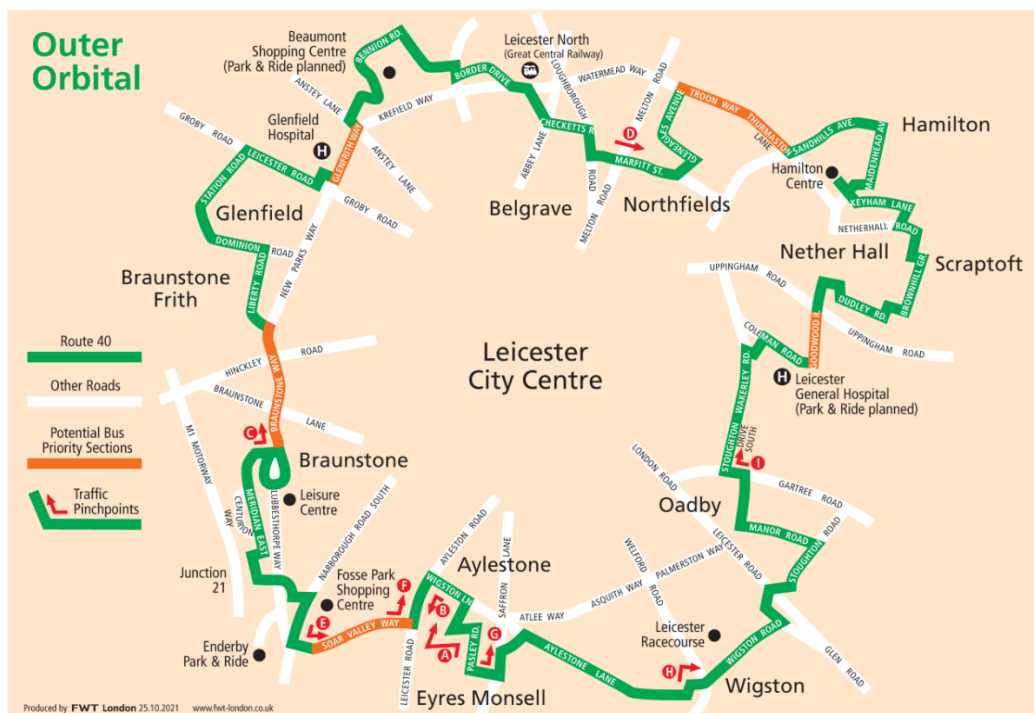 Outer
Orbital
Beaumont
Shopping Centre
(Park & Ride planned)
BENNION RD.
Leicester North
(Great Central Railway)
BORDER DRIVE
LOUGHBOROUGH
ROAD
WATERMEAD WAY
MELTON ROAD
ANSTEY LANE
KREFIELD WAY
TROON WAY
THURMASTON
LANE
SANDHILLS AVE.
Hamilton
GROBY ROAD
Glenfield
Hospital
H
GLENFRITH WAY
ANSTEY LANE
CHECKETTS R.
ABBEY LANE
D
GLENEAGLES AVENUE
MARFITT ST.
MAIDENHEAD AV
Hamilton
Centre
STATION ROAD
LEICESTER ROAD
GROBY ROAD
Glenfield
Belgrave
MELTON ROAD
Northfields
KEYHAM LANE
NETHERHALL ROAD
Nether Hall
Scraptoft
DOMINION ROAD
NEW PARKS WAY
LIBERTY ROAD
Braunstone
Frith
UPPINGHAM
ROAD
BROWNHILL GR.
DUDLEY RD.
UPPINGHAM ROAD
COLEMAN ROAD
GOODWOOD R.
Route 40
Other Roads
Potential Bus
Priority Sections
Traffic
Pinchpoints
HINCKLEY ROAD
BRAUNSTONE WAY
BRAUNSTONE
LANE
Leicester
City Centre
H
Leicester
General Hospital
(Park & Ride planned)
STOUGHTON
WAKERLEY RD.
DRIVE
SOUTH
M1 MOTORWAY
C
Braunstone
Leisure
Centre
MERIDIAN EAST
CENTURION
WAY
LUBBESTHORPE WAY
NARBOROUGH ROAD SOUTH
LONDON ROAD
I
GARTREE ROAD
Oadby
MANOR ROAD
STOUGHTON
ROAD
Junction
21
Fosse Park
Shopping
Centre
F
AYLESTON ROAD
Aylestone
WIGSTON LN
B
SAFFRON LANE
ATLEE WAY
ASQUITH WAY
PALMERSTON WAY
WELFORD ROAD
LEICESTER ROAD
Enderby
Park & Ride
E
SOAR VALLEY WAY
LEICESTER ROAD
A
PASLEY RD.
G
Eyres Monsell
AYLESTONE LANE
Leicester
Racecourse
H
WIGSTON ROAD
Wigston
GLEN ROAD
Produced by FWT London 25.10.2021 www.fwt-london.co.uk